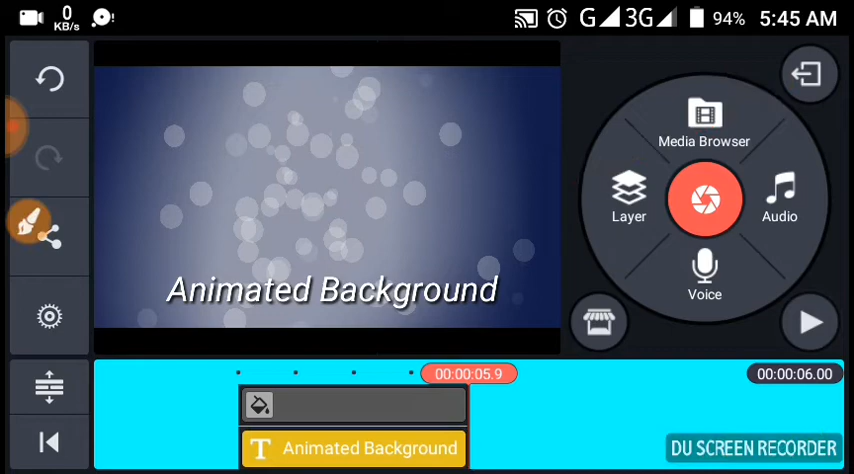 0
KB/s
G 3G 94% 5:45 AM
Media Browser
Layer
Audio
Voice
Animated Background
00:00:05.9
00:00:06.00
T Animated Background
DU SCREEN RECORDER